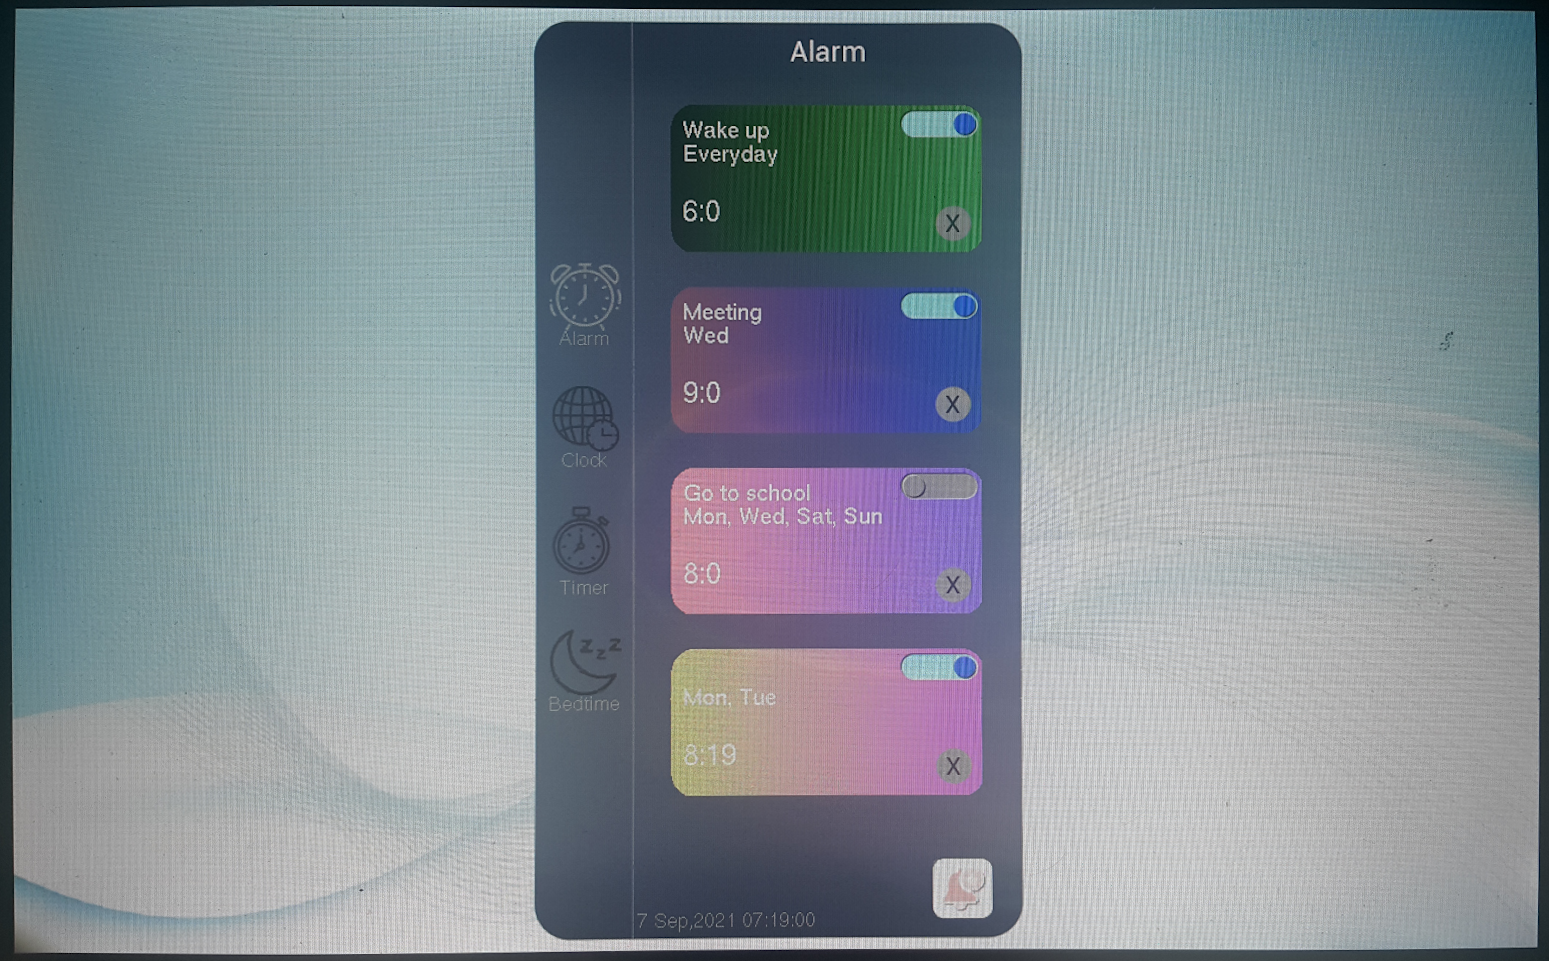 Alarm
Wake up
Everyday
6:0
X
Meeting
Wed
9:0
X
Go to school
Mon, Wed, Sat, Sun
8:0
X
Mon, Tue
8:19
X
Alarm
Clock
Timer
zzz
Bedtime
7 Sep,2021 07:19:00